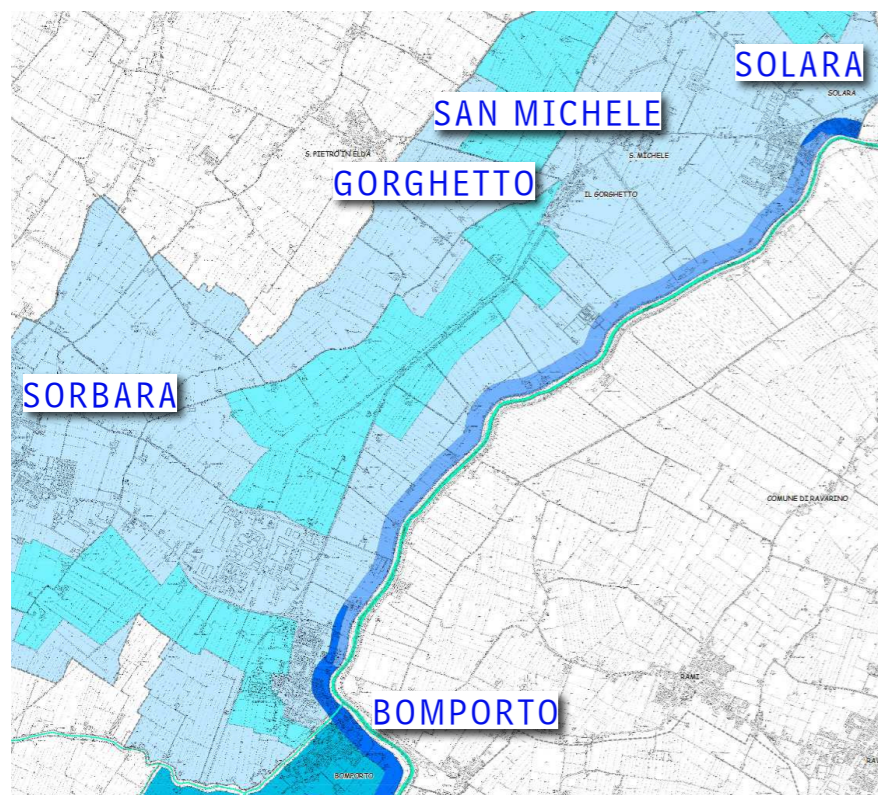 SOLARA
SOLARA
SAN MICHELE
S. PIETRO IN ELDA
S. MICHELE
GORGHETTO
IL GORGHETTO
SORBARA
COMUNE DI RAVARINO
RAMI
BOMPORTO
BOMPORTO